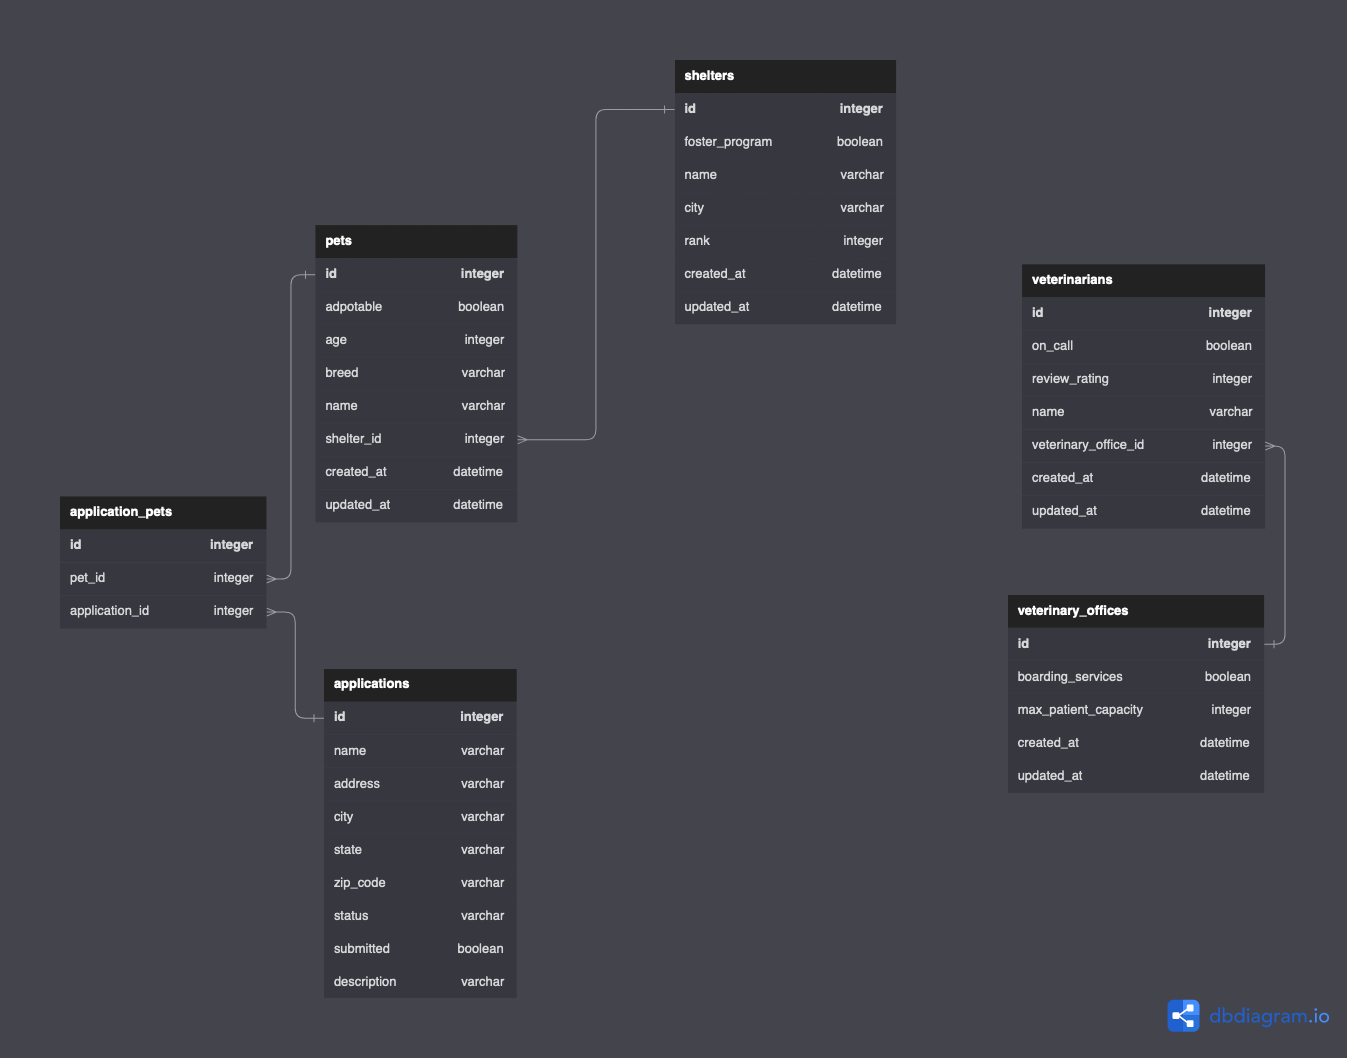 shelters
id integer
foster_program boolean
name varchar
city varchar
rank integer
created_at datetime
updated_at datetime
pets
id integer
adpotable boolean
age integer
breed varchar
name varchar
shelter_id integer
created_at datetime
updated_at datetime
veterinarians
id integer
on_call boolean
review_rating integer
name varchar
veterinary_office_id integer
created_at datetime
updated_at datetime
application_pets
id integer
pet_id integer
application_id integer
veterinary_offices
id integer
boarding_services boolean
max_patient_capacity integer
created_at datetime
updated_at datetime
applications
id integer
name varchar
address varchar
city varchar
state varchar
zip_code varchar
status varchar
submitted boolean
description varchar
dbdiagram.io